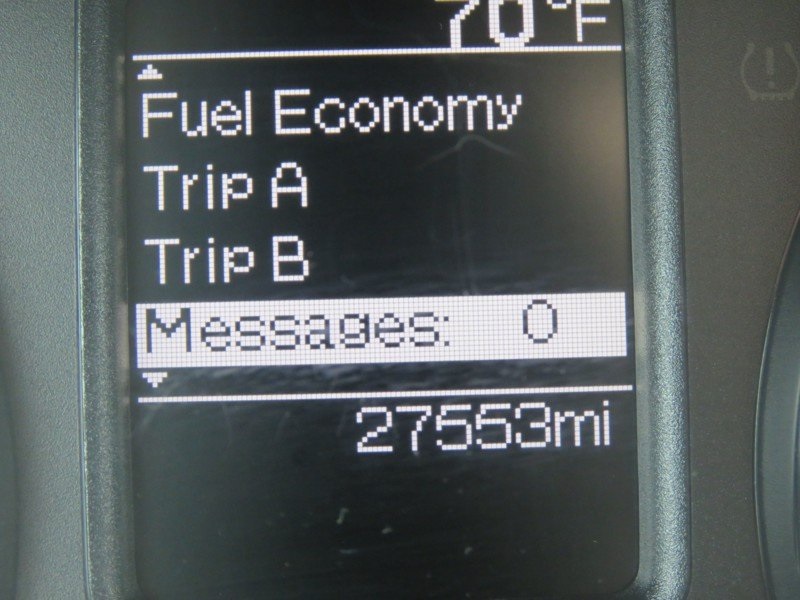 70°F
Fuel Economy
Trip A
Trip B
Messages: 0
27553mi